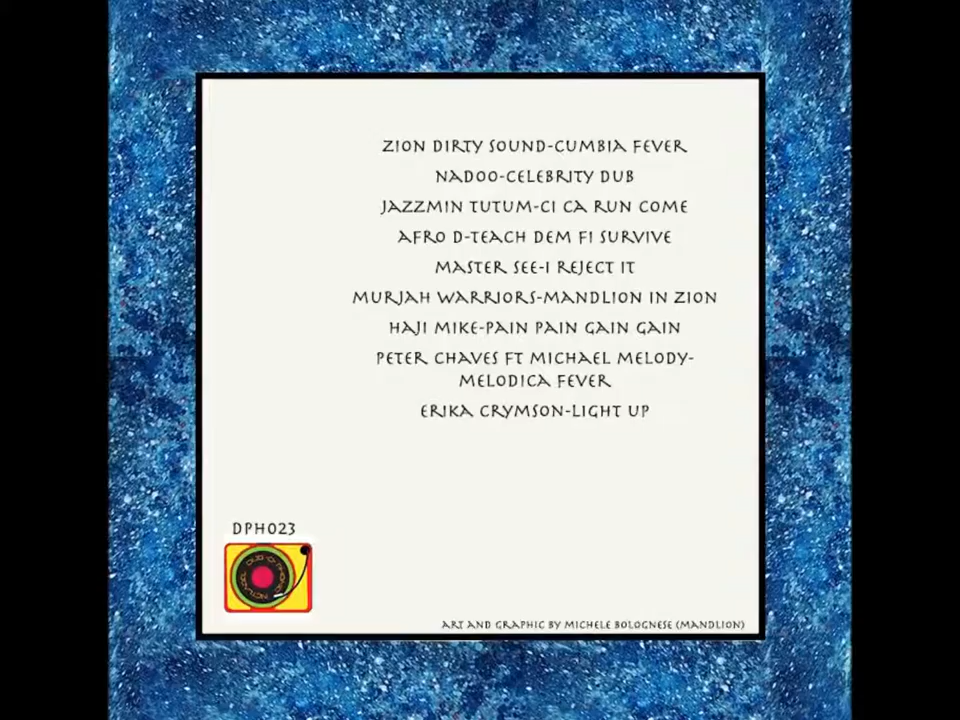 ZION DIRTY SOUND-CUMBIA FEVER
NADOO-CELEBRITY DUB
JAZZMIN TUTUM-CI CA RUN COME
AFRO D-TEACH DEM FI SURVIVE
MASTER SEE-I REJECT IT
MURJAH WARRIORS-MANDLION IN ZION
HAJI MIKE-PAIN PAIN GAIN GAIN
PETER CHAVES FT MICHAEL MELODY-
MELODICA FEVER
ERIKA CRYMSON-LIGHT UP
DPH023
ART AND GRAPHIC BY MICHELE BOLOGNESE (MANDLION)